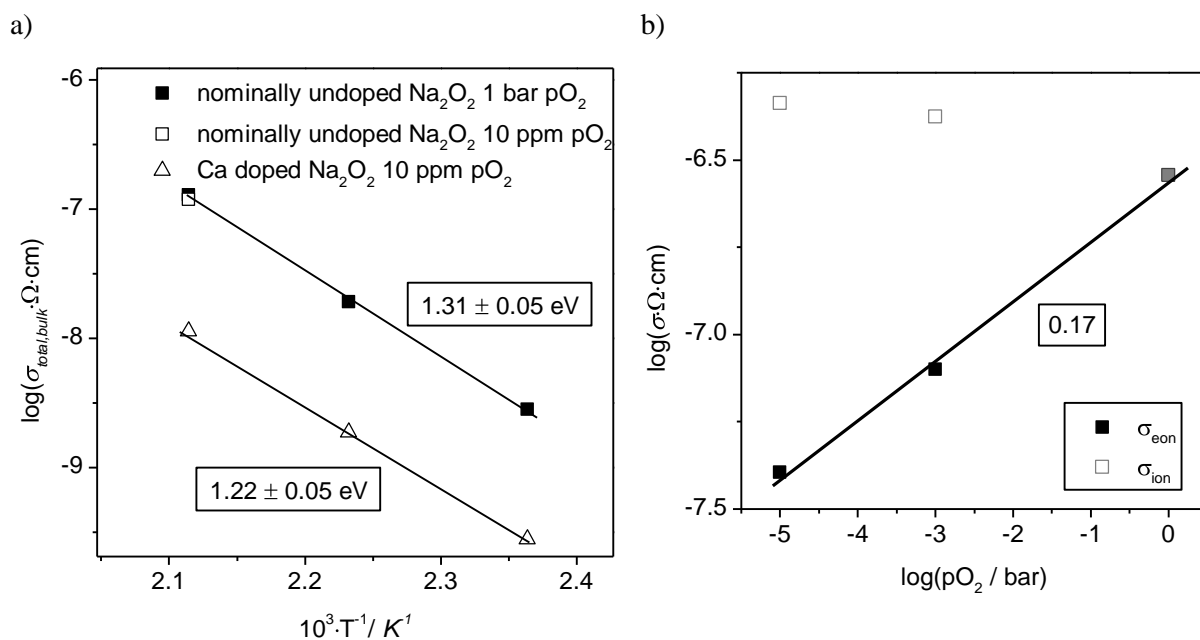 a)
-6
-7
-8
-9
log(σtotal,bulk·Ω·cm)
■ nominally undoped Na₂O₂ 1 bar pO₂
□ nominally undoped Na₂O₂ 10 ppm pO₂
△ Ca doped Na₂O₂ 10 ppm pO₂
1.31 ± 0.05 eV
1.22 ± 0.05 eV
2.1 2.2 2.3 2.4
10³·T⁻¹/ K¹
b)
-6.5
-7.0
-7.5
log(σ·Ω·cm)
0.17
■ σeon
□ σion
-5 -4 -3 -2 -1 0
log(pO₂ / bar)